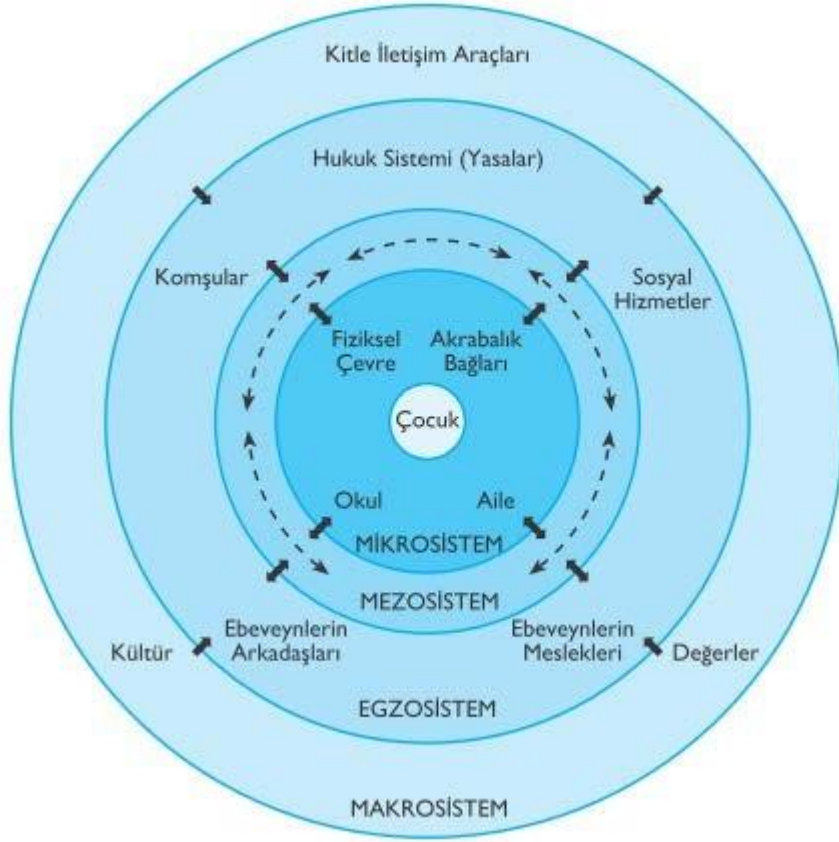 Kitle İletişim Araçları
Hukuk Sistemi (Yasalar)
Komşular
Sosyal
Hizmetler
Fiziksel
Çevre
Akrabalık
Bağları
Çocuk
Okul
Aile
MİKROSİSTEM
MEZOSİSTEM
Kültür
Ebeveynlerin
Arkadaşları
Ebeveynlerin
Meslekleri
Değerler
EGZOSİSTEM
MAKROSİSTEM